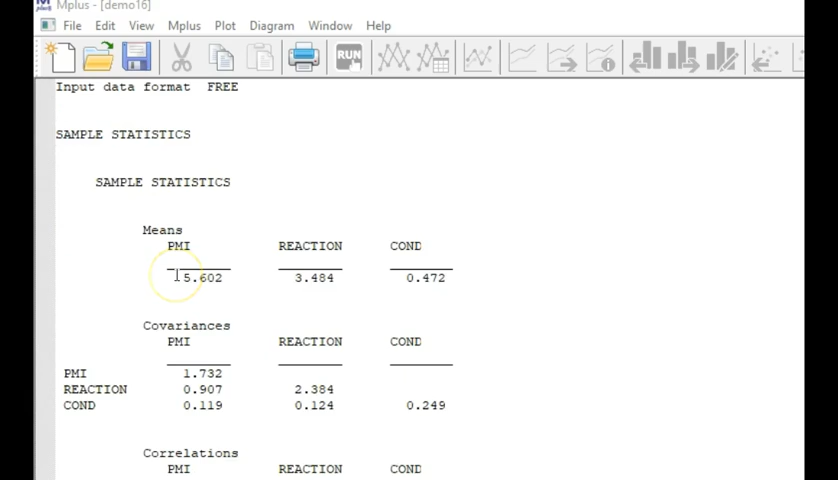 Mplus - [demo16]
File Edit View Mplus Plot Diagram Window Help
RUN
Input data format FREE
SAMPLE STATISTICS
SAMPLE STATISTICS
Means
PMI REACTION COND
5.602 3.484 0.472
Covariances
PMI REACTION COND
PMI 1.732
REACTION 0.907 2.384
COND 0.119 0.124 0.249
Correlations
PMI REACTION COND